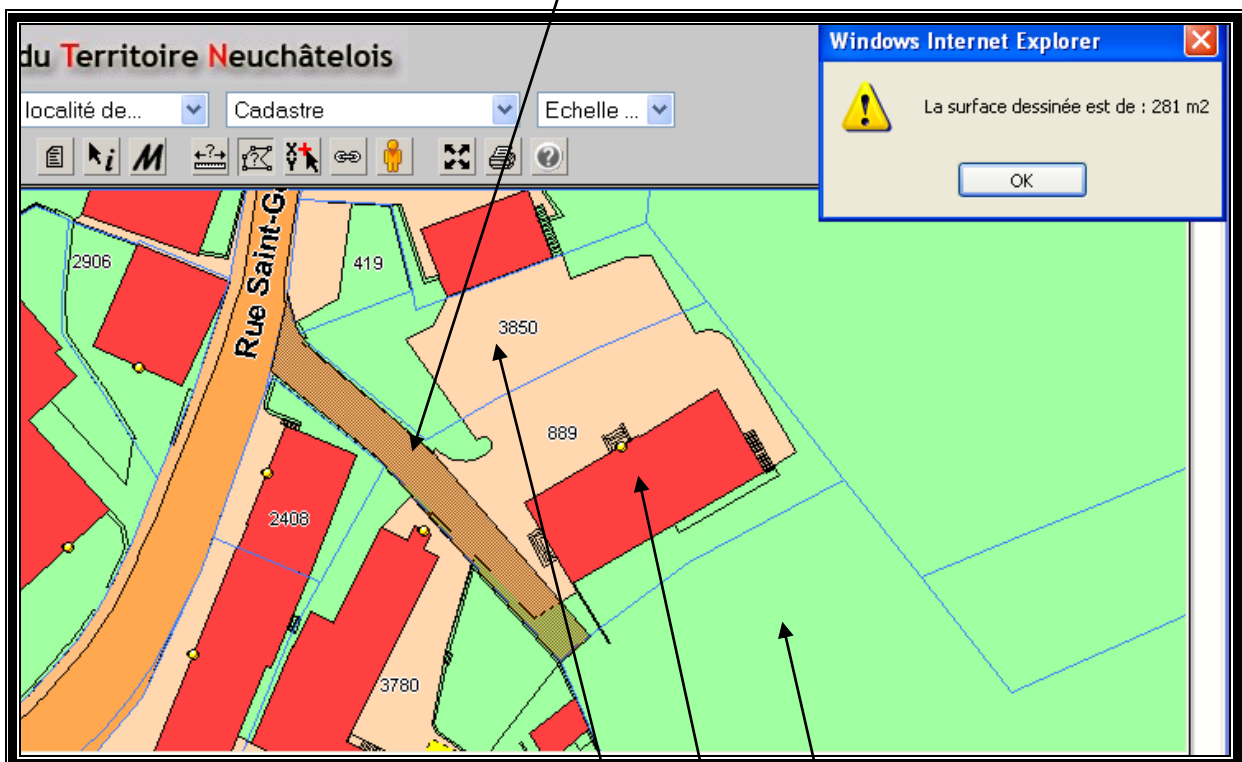 du Territoire Neuchâtelois
Windows Internet Explorer
La surface dessinée est de : 281 m2
OK
localité de...
Cadastre
Echelle ...
i
M
?
2906
Rue Saint-G
419
3850
889
2408
3780